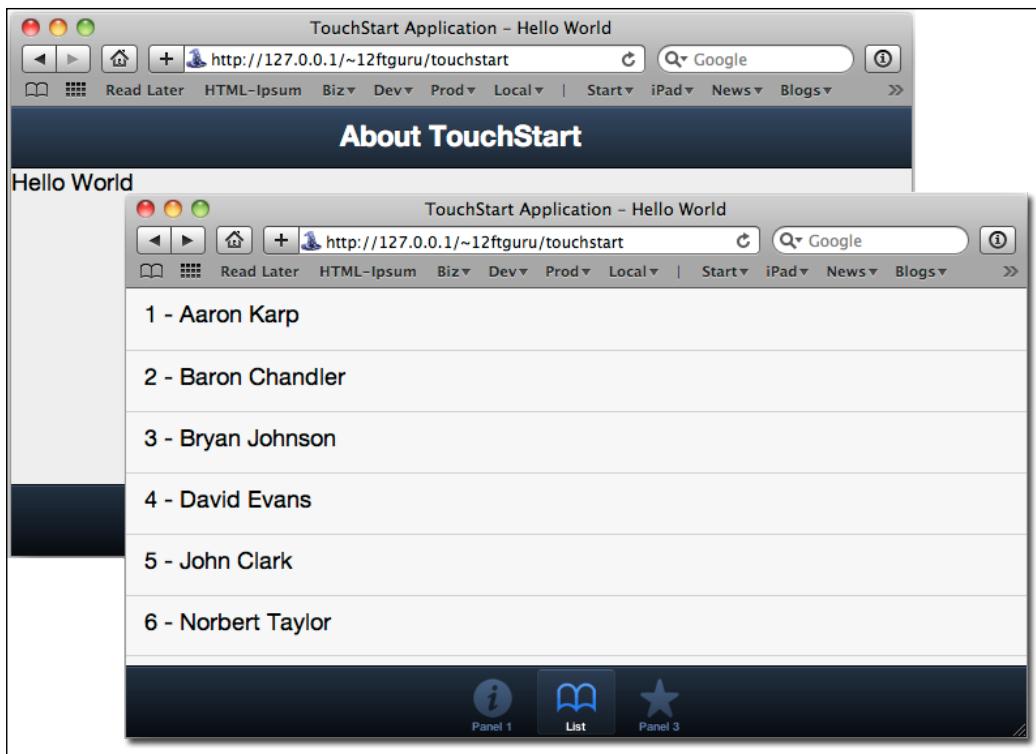 TouchStart Application – Hello World
http://127.0.0.1/~12ftguru/touchstart
Google
Read Later HTML-Ipsum Biz Dev Prod Local | Start iPad News Blogs »
About TouchStart
Hello World
TouchStart Application – Hello World
http://127.0.0.1/~12ftguru/touchstart
Google
Read Later HTML-Ipsum Biz Dev Prod Local | Start iPad News Blogs »
1 - Aaron Karp
2 - Baron Chandler
3 - Bryan Johnson
4 - David Evans
5 - John Clark
6 - Norbert Taylor
Panel 1 List Panel 3